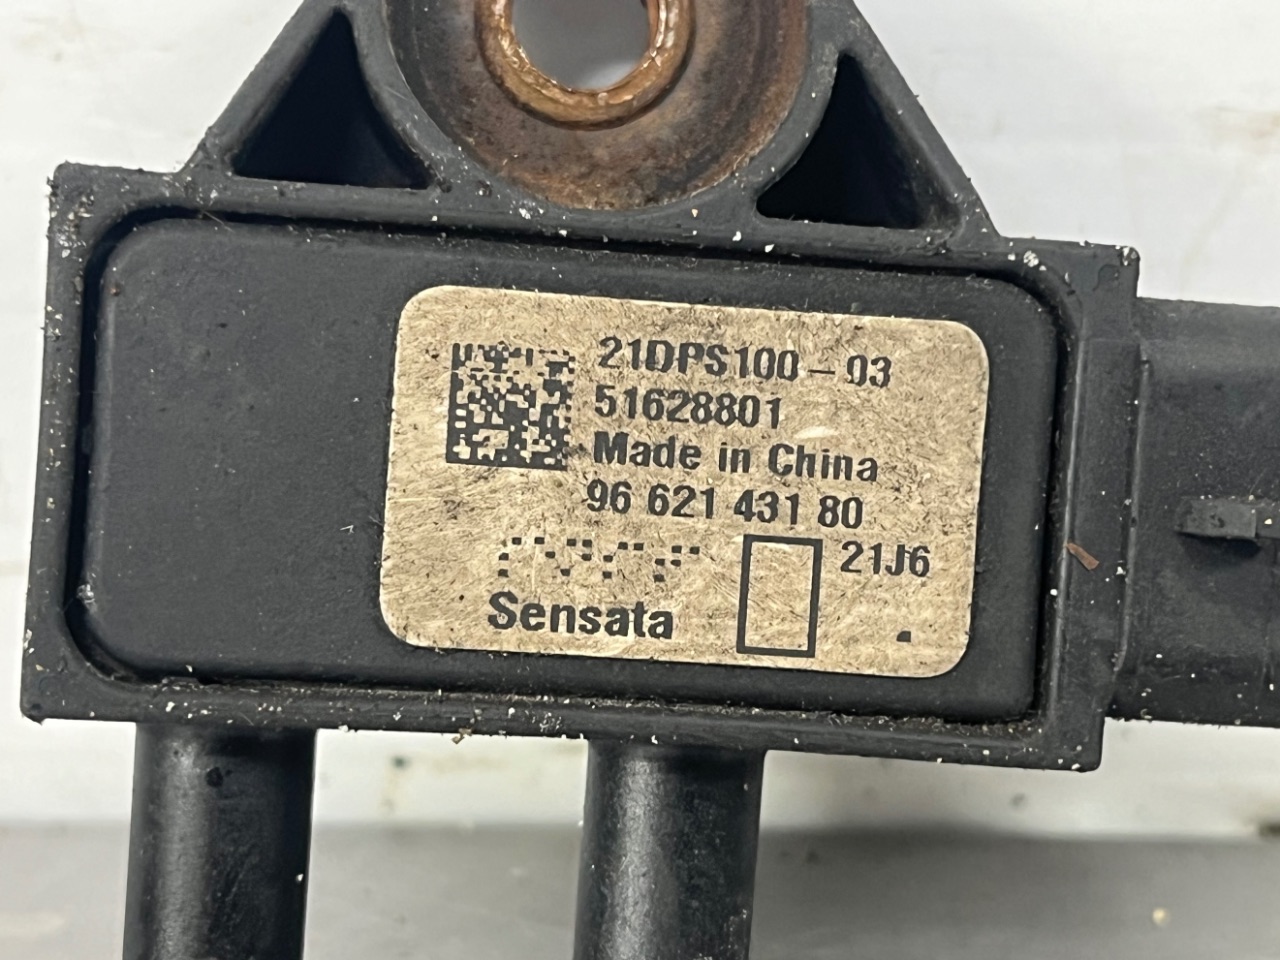 21DPS100-03
51628801
Made in China
96 621 431 80
21J6
Sensata